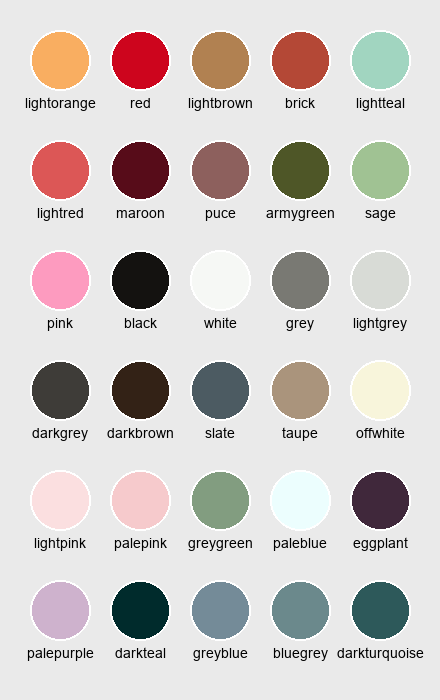 lightorange red lightbrown brick lightteal
lightred maroon puce armygreen sage
pink black white grey lightgrey
darkgrey darkbrown slate taupe offwhite
lightpink palepink greygreen paleblue eggplant
palepurple darkteal greyblue bluegrey darkturquoise